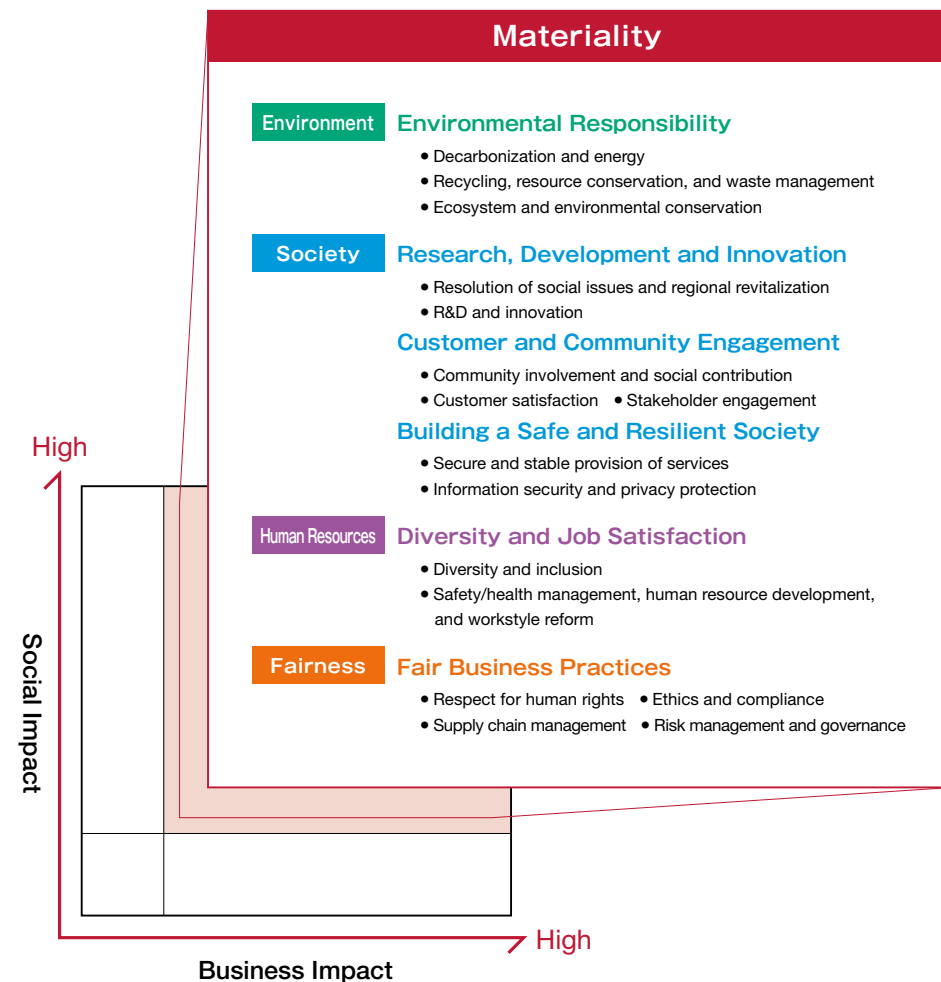 Materiality
Environment Environmental Responsibility
• Decarbonization and energy
• Recycling, resource conservation, and waste management
• Ecosystem and environmental conservation
Society Research, Development and Innovation
• Resolution of social issues and regional revitalization
• R&D and innovation
Customer and Community Engagement
• Community involvement and social contribution
• Customer satisfaction • Stakeholder engagement
Building a Safe and Resilient Society
• Secure and stable provision of services
• Information security and privacy protection
Human Resources Diversity and Job Satisfaction
• Diversity and inclusion
• Safety/health management, human resource development,
and workstyle reform
Fairness Fair Business Practices
• Respect for human rights • Ethics and compliance
• Supply chain management • Risk management and governance
High
Social Impact
High
Business Impact